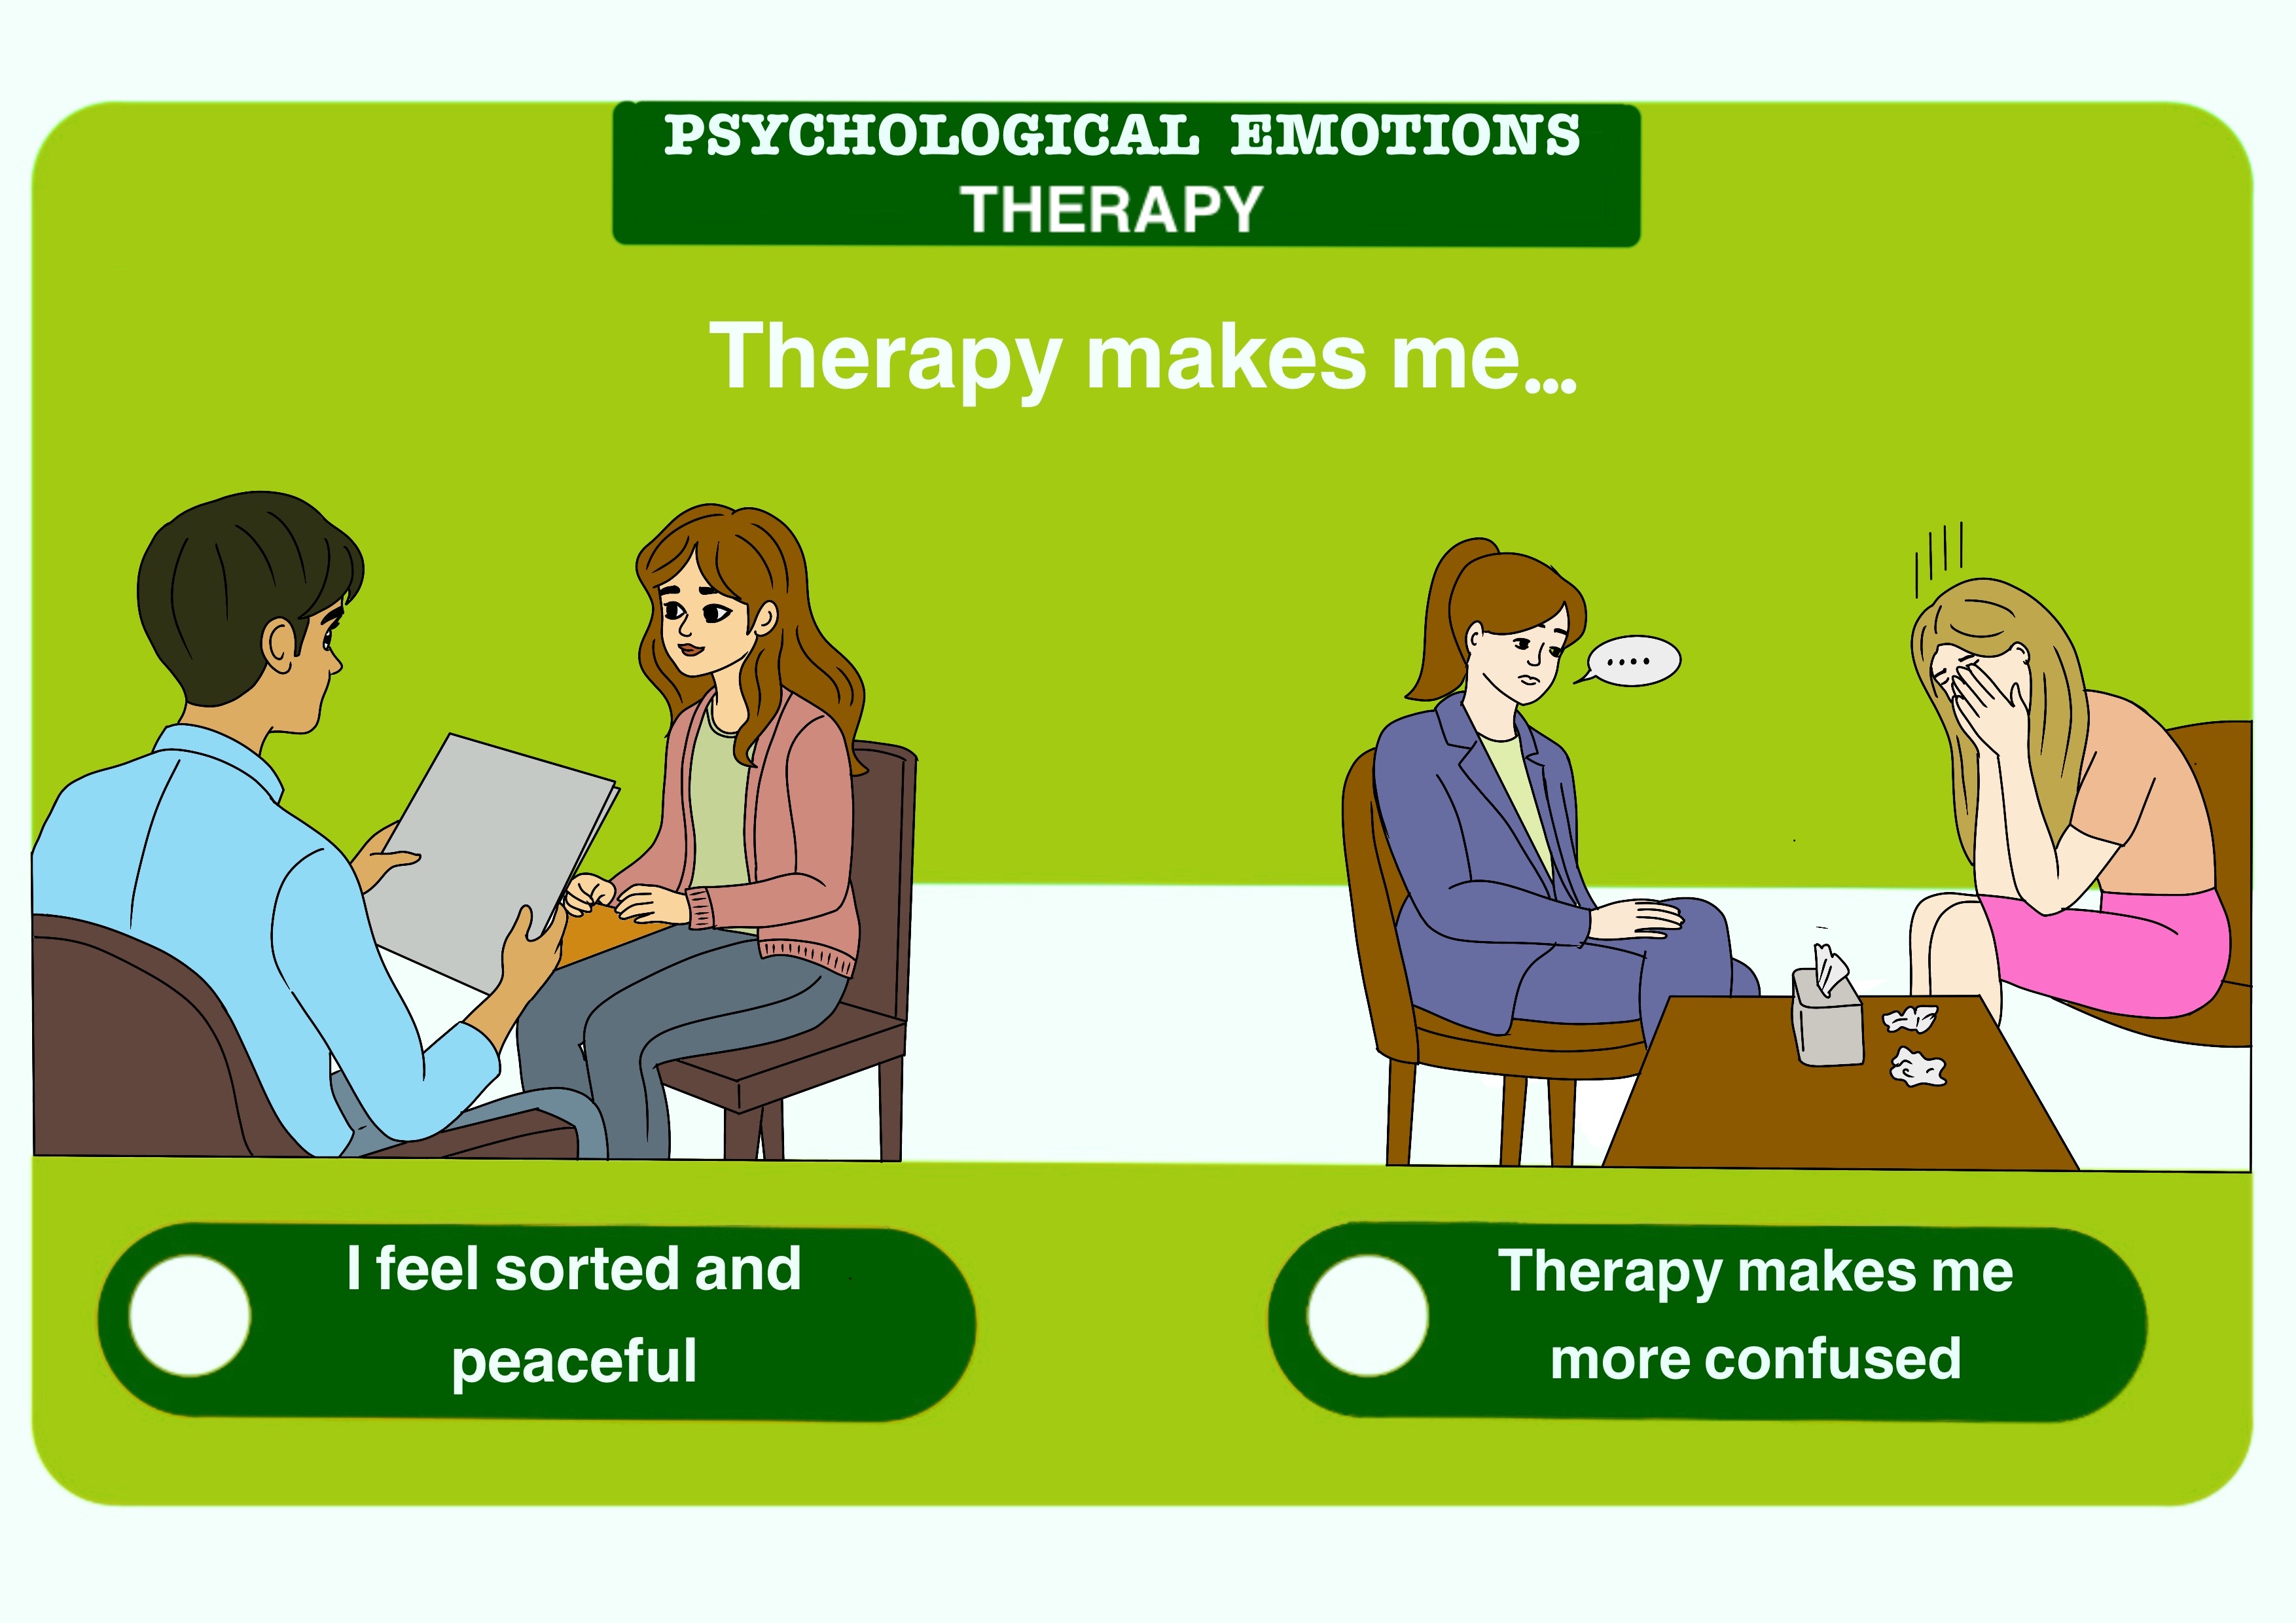 PSYCHOLOGICAL EMOTIONS
THERAPY
Therapy makes me...
....
I feel sorted and
peaceful
Therapy makes me
more confused